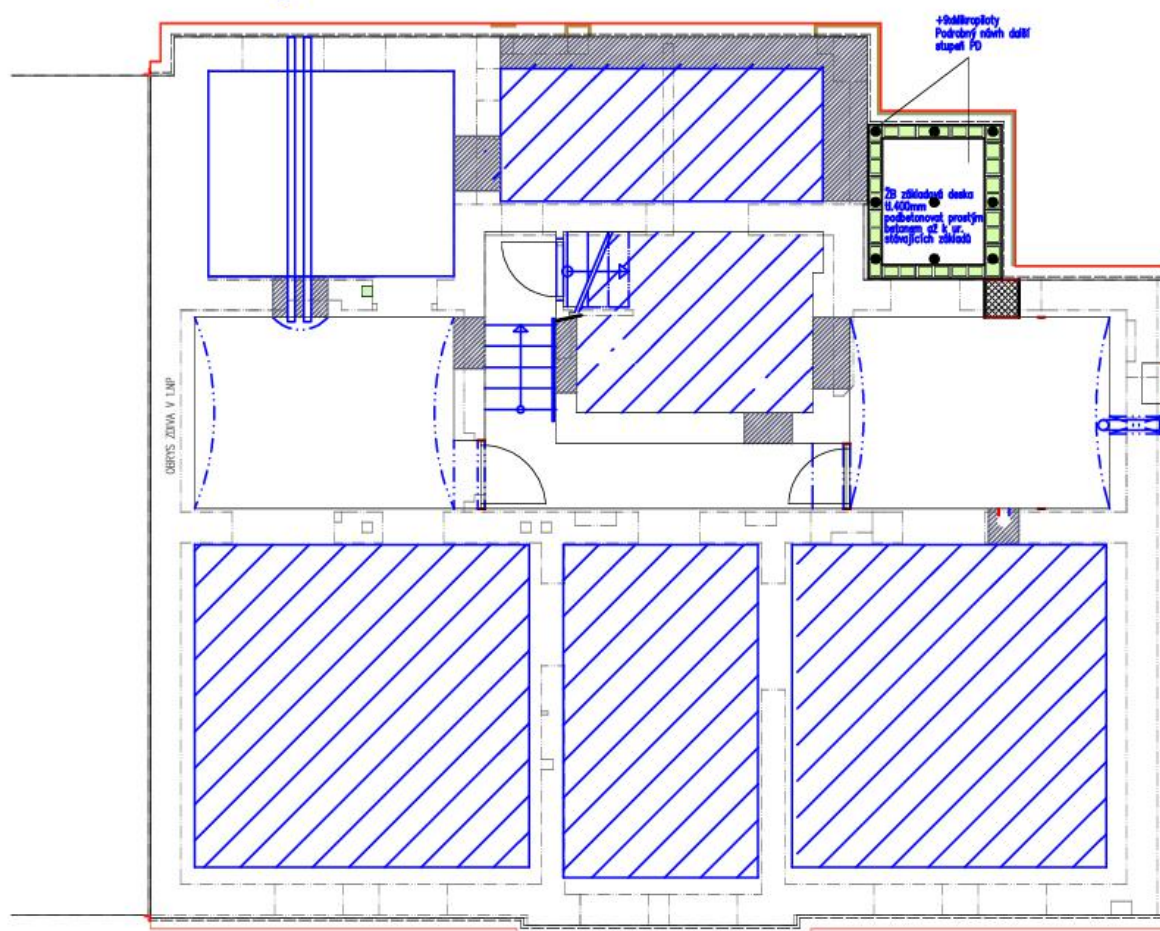 +9xMikropiloty
Podrobný návrh další
stupeň PD
ŽB základová deska
tl.400mm
podbetonovat prostým
betonem až k úr.
stávajících základů
OBRYS ZDIVA V 1.NP